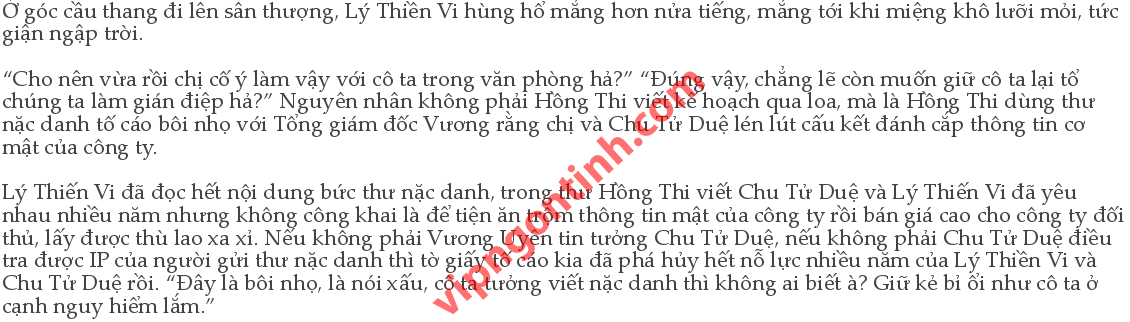 Ở góc cầu thang đi lên sân thượng, Lý Thiền Vi hùng hổ mắng hơn nửa tiếng, mắng tới khi miệng khô lưỡi mỏi, tức
giận ngập trời.
“Cho nên vừa rồi chị cố ý làm vậy với cô ta trong văn phòng hả?” “Đúng vậy, chẳng lẽ còn muốn giữ cô ta lại tổ
chúng ta làm gián điệp hả?” Nguyên nhân không phải Hồng Thi viết kế hoạch qua loa, mà là Hồng Thi dùng thư
nặc danh tố cáo bôi nhọ với Tổng giám đốc Vương rằng chị và Chu Tử Duệ lén lút cấu kết đánh cắp thông tin cơ
mật của công ty.
Lý Thiến Vi đã đọc hết nội dung bức thư nặc danh, trong thư Hồng Thi viết Chu Tử Duệ và Lý Thiến Vi đã yêu
nhau nhiều năm nhưng không công khai là để tiện ăn trộm thông tin mật của công ty rồi bán giá cao cho công ty đối
thủ, lấy được thù lao xa xỉ. Nếu không phải Vương Uyên tin tưởng Chu Tử Duệ, nếu không phải Chu Tử Duệ điều
tra được IP của người gửi thư nặc danh thì tờ giấy tố cáo kia đã phá hủy hết nỗ lực nhiều năm của Lý Thiền Vi và
Chu Tử Duệ rồi. “Đây là bôi nhọ, là nói xấu, cô ta tưởng viết nặc danh thì không ai biết à? Giữ kẻ bỉ ổi như cô ta ở
cạnh nguy hiểm lắm.”
vipngontinh.com